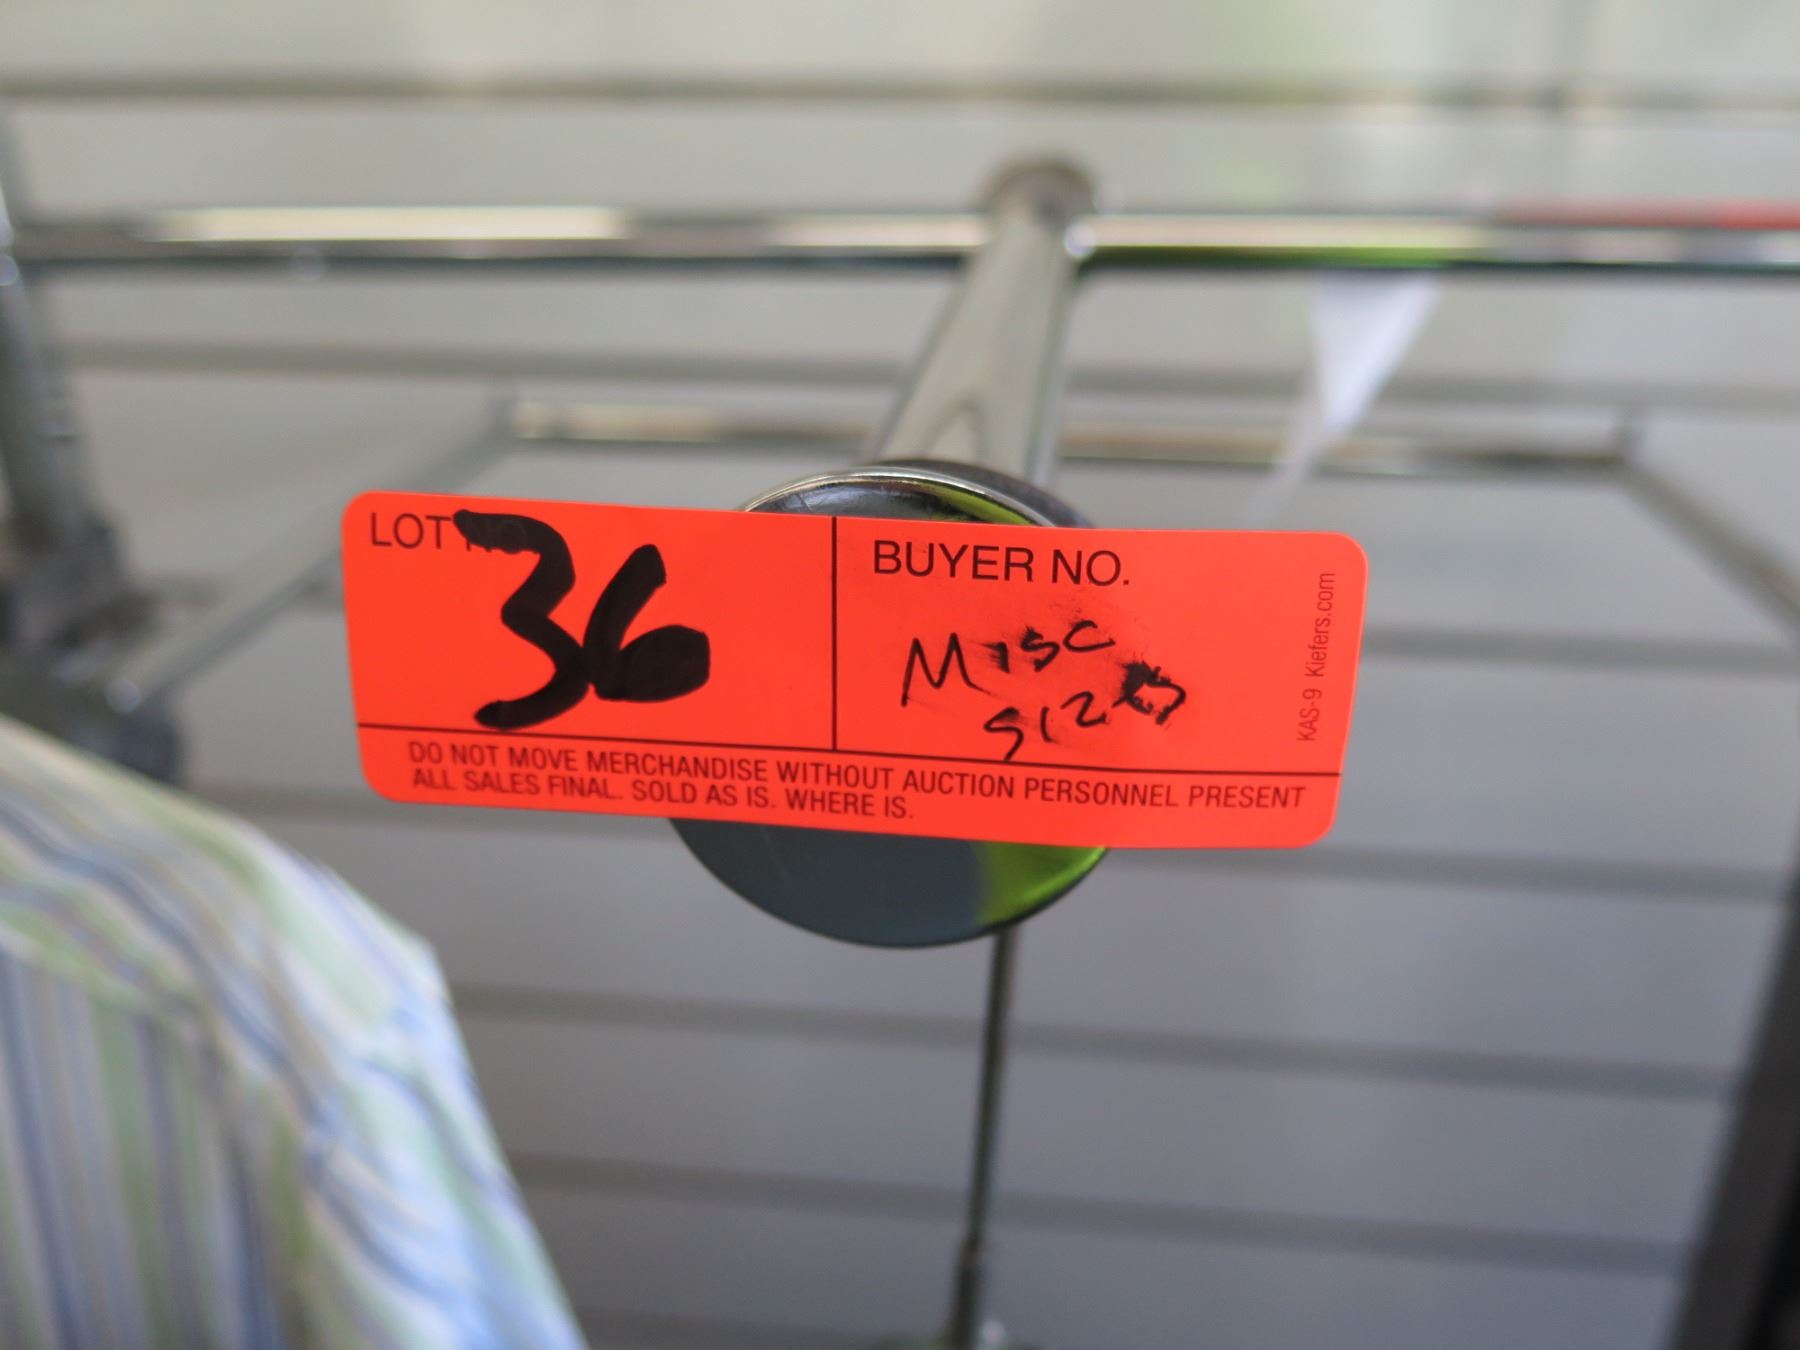 LOT NO. 36
BUYER NO.
MISC
SIZES
KAS-9 Kiefers.com
DO NOT MOVE MERCHANDISE WITHOUT AUCTION PERSONNEL PRESENT
ALL SALES FINAL. SOLD AS IS. WHERE IS.